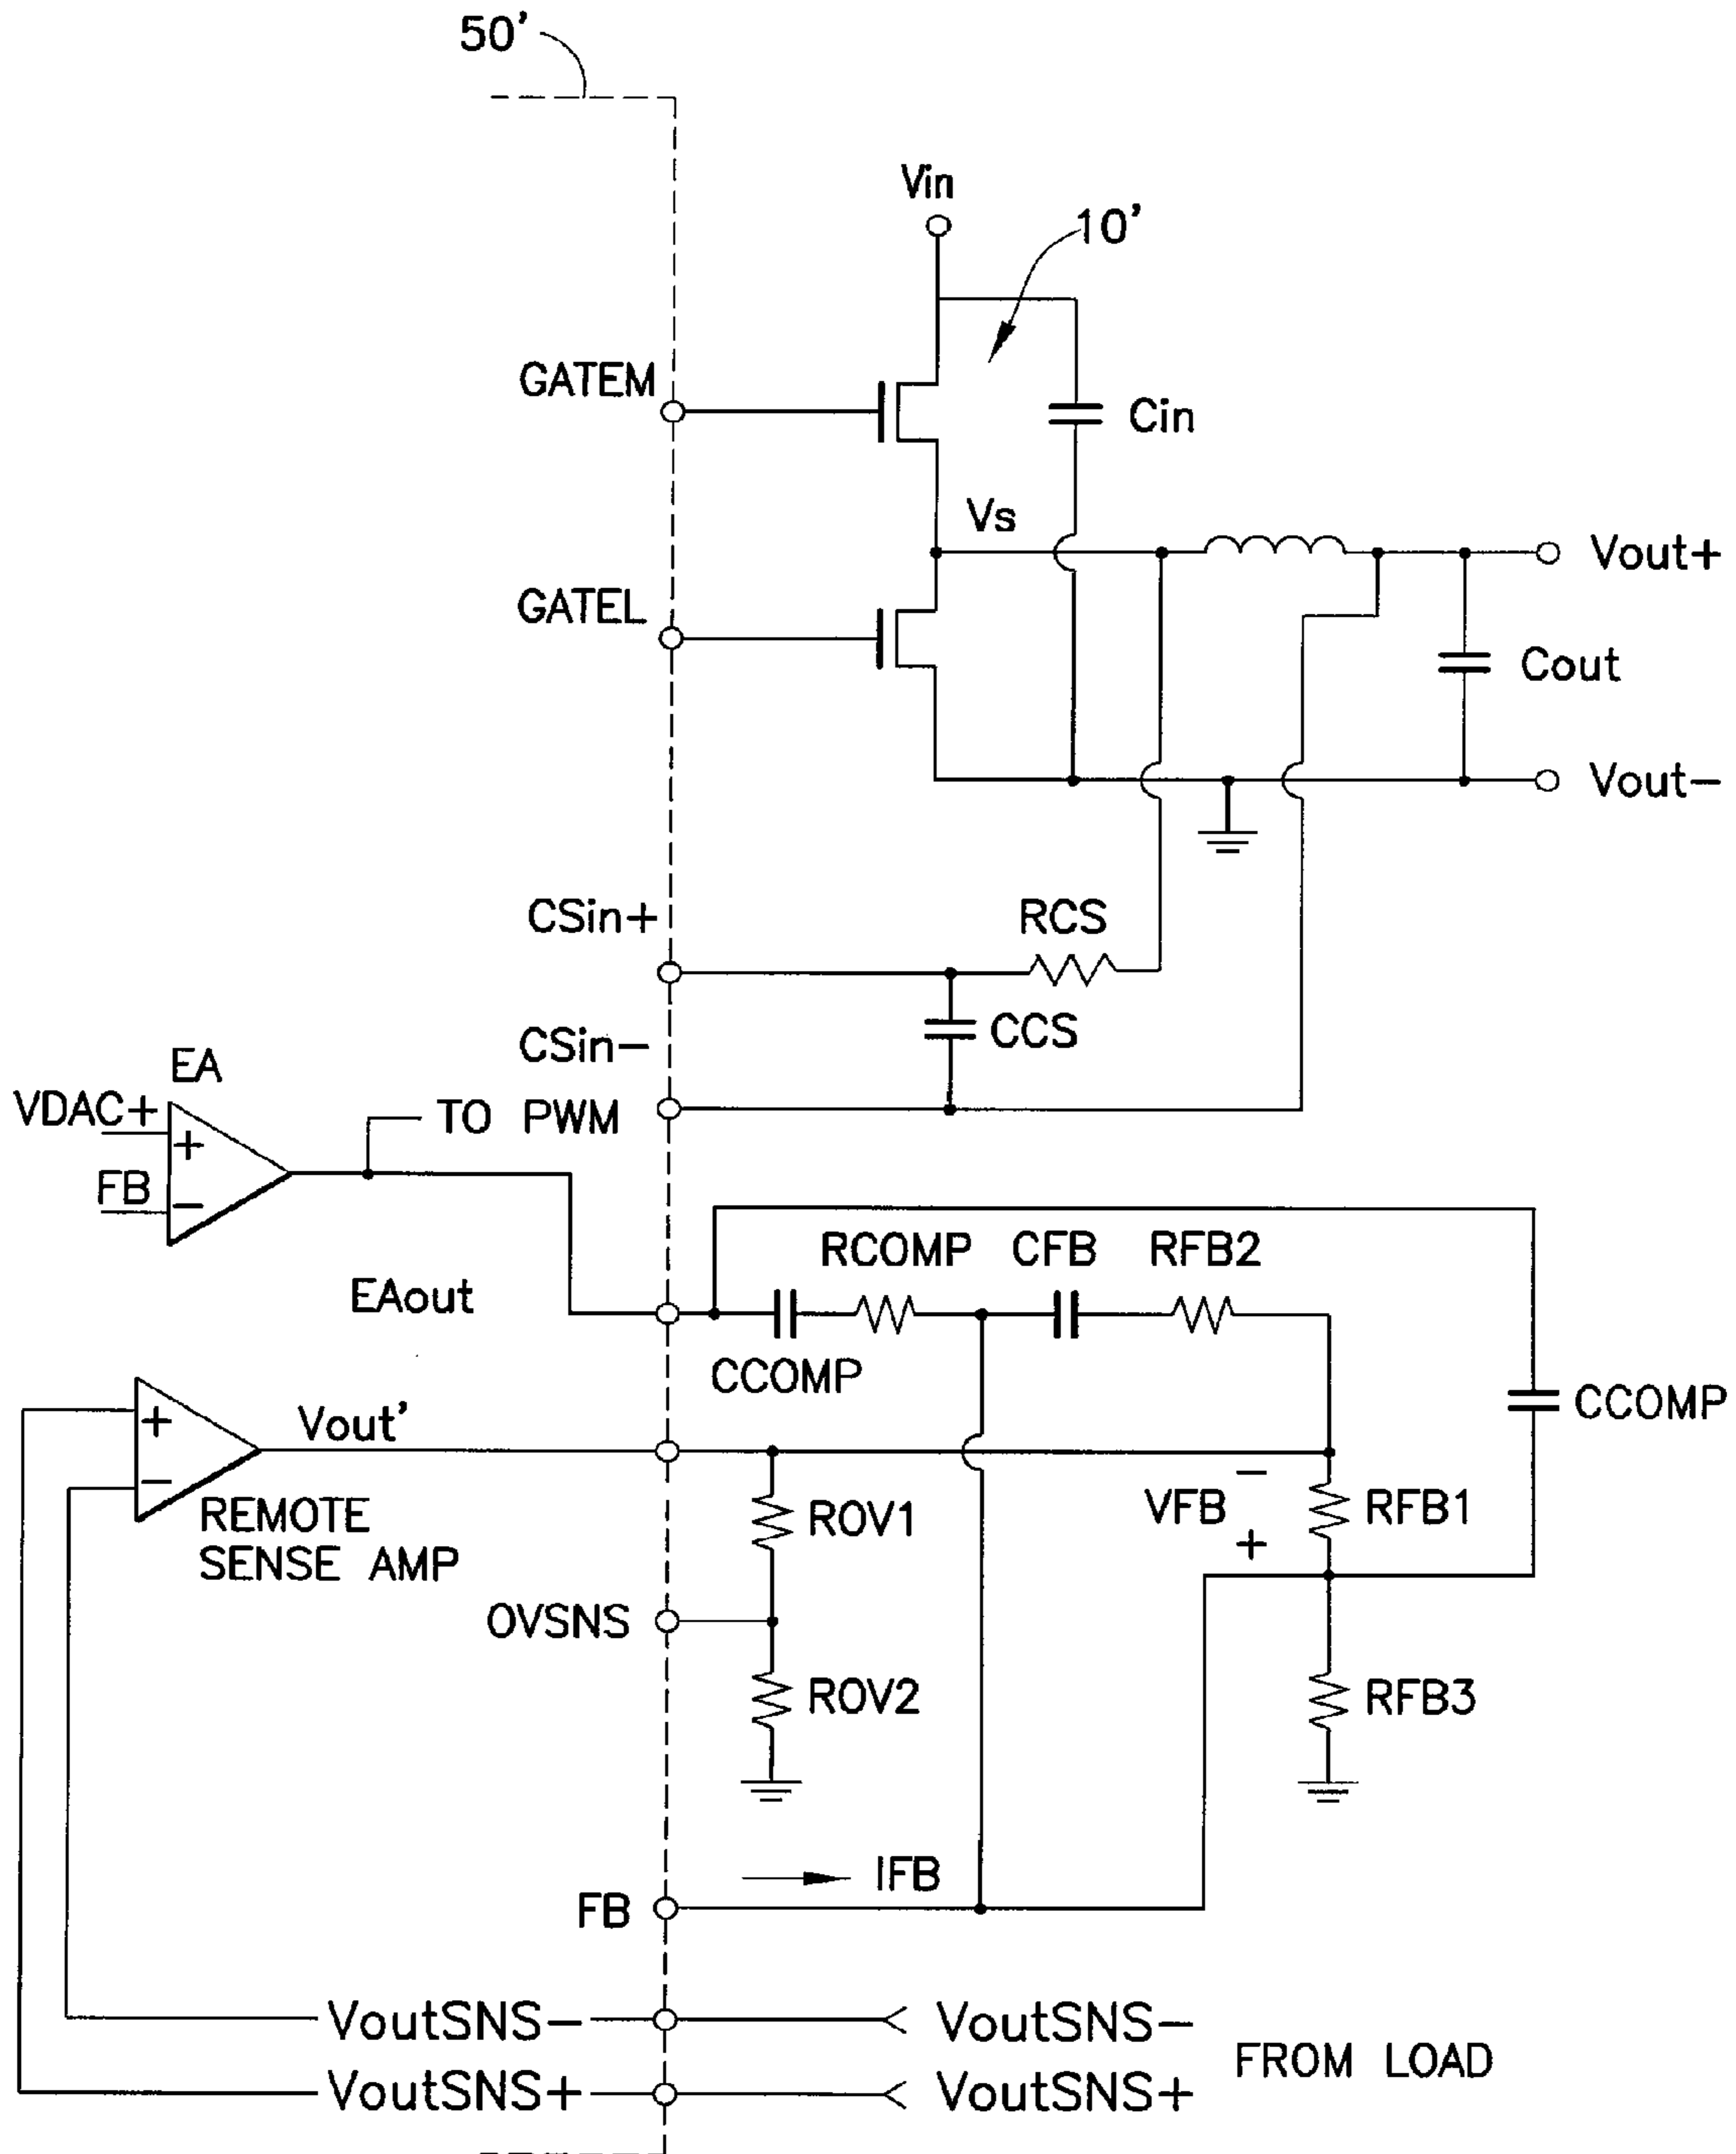 50'
Vin
10'
GATEM
Cin
Vs
Vout+
GATEL
Cout
Vout−
CSin+
RCS
CSin−
CCS
EA
VDAC+
+
TO PWM
FB
−
RCOMP
CFB
RFB2
EAout
CCOMP
CCOMP
+
Vout'
−
−
VFB
RFB1
REMOTE
SENSE AMP
ROV1
+
OVSNS
ROV2
RFB3
IFB
FB
VoutSNS−
VoutSNS−
FROM LOAD
VoutSNS+
VoutSNS+